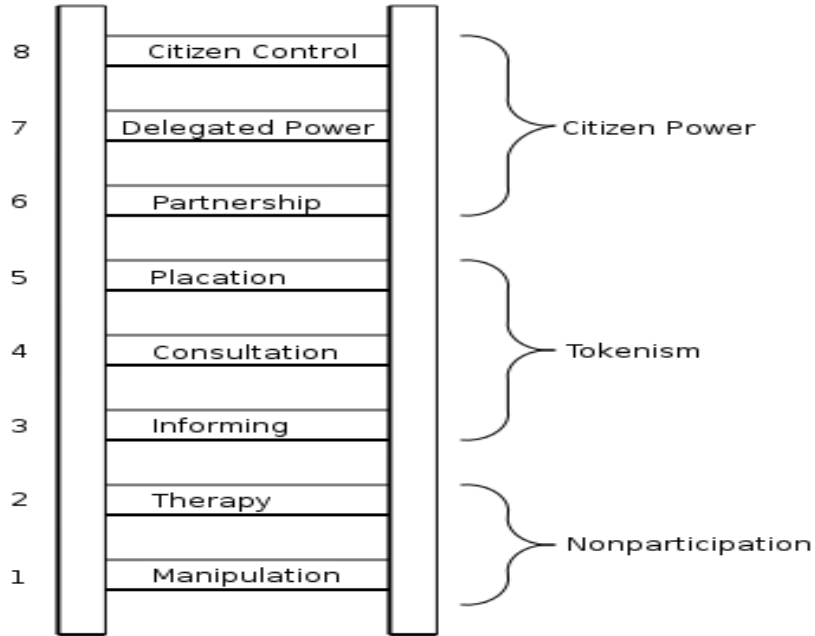 8 Citizen Control
7 Delegated Power
Citizen Power
6 Partnership
5 Placation
4 Consultation
Tokenism
3 Informing
2 Therapy
Nonparticipation
1 Manipulation